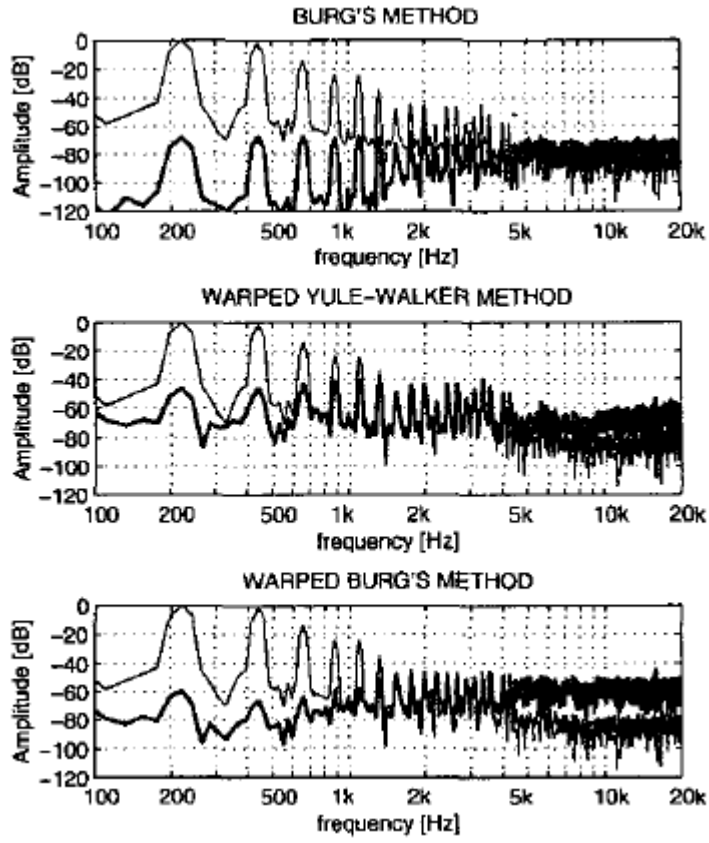 BURG'S METHOD
Amplitude [dB]
0
−20
−40
−60
−80
−100
−120
100 200 500 1k 2k 5k 10k 20k
frequency [Hz]
WARPED YULE−WALKER METHOD
Amplitude [dB]
0
−20
−40
−60
−80
−100
−120
100 200 500 1k 2k 5k 10k 20k
frequency [Hz]
WARPED BURG'S METHOD
Amplitude [dB]
0
−20
−40
−60
−80
−100
−120
100 200 500 1k 2k 5k 10k 20k
frequency [Hz]